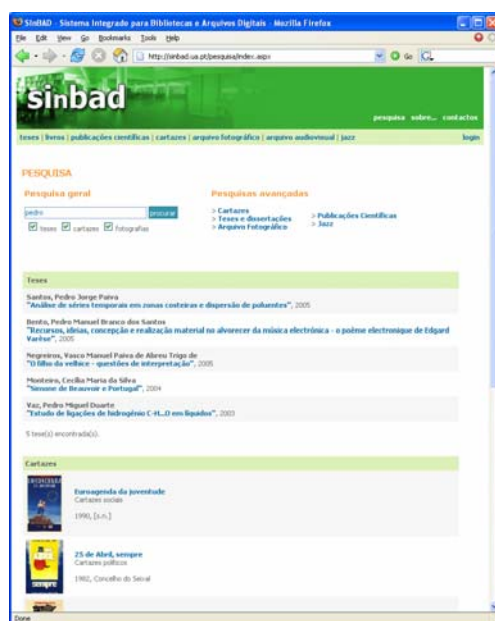 SInBAD - Sistema Integrado para Bibliotecas e Arquivos Digitais - Mozilla Firefox
File Edit View Go Bookmarks Tools Help
http://sinbad.ua.pt/pesquisa/index.aspx Go
sinbad
pesquisa sobre... contactos
teses | livros | publicações científicas | cartazes | arquivo fotográfico | arquivo audiovisual | jazz login
PESQUISA
Pesquisa geral Pesquisas avançadas
pedro procurar
teses cartazes fotografias
> Cartazes
> Teses e dissertações
> Arquivo Fotográfico
> Publicações Científicas
> Jazz
Teses
Santos, Pedro Jorge Paiva
"Análise de séries temporais em zonas costeiras e dispersão de poluentes", 2005
Bento, Pedro Manuel Branco dos Santos
"Recursos, ideias, concepção e realização material no alvorecer da música electrónica - o poème electronique de Edgard
Varèse", 2005
Negreiros, Vasco Manuel Paiva de Abreu Trigo de
"O filho da velhice - questões de interpretação", 2005
Monteiro, Cecília Maria da Silva
"Simone de Beauvoir e Portugal", 2004
Vaz, Pedro Miguel Duarte
"Estudo de ligações de hidrogénio C-H...O em líquidos", 2003
5 tese(s) encontrada(s).
Cartazes
Euroagenda da juventude
Cartazes sociais
1990, [s.n.]
sempre
25 de Abril, sempre
Cartazes políticos
1982, Concelho do Seixal
Done